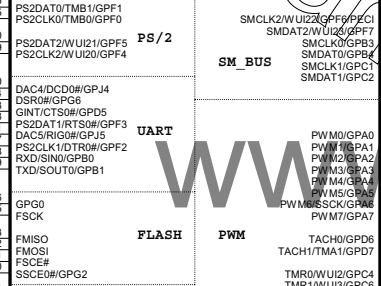 PS2DAT0/TMB1/GPF1
PS2CLK0/TMB0/GPF0
PS/2
PS2DAT2/WUI21/GPF5
PS2CLK2/WUI20/GPF4
SMCLK2/WUI22/GPF6/PECI
SMDAT2/WUI23/GPF7
SMCLK0/GPB3
SM_BUS
SMDAT0/GPB4
SMCLK1/GPC1
SMDAT1/GPC2
DAC4/DCD0#/GPJ4
DSR0#/GPG6
GINT/CTS0#/GPD5
PS2DAT1/RTS0#/GPF3
UART
DAC5/RIG0#/GPJ5
PS2CLK1/DTR0#/GPF2
RXD/SIN0/GPB0
TXD/SOUT0/GPB1
PWM0/GPA0
PWM1/GPA1
PWM2/GPA2
PWM3/GPA3
PWM4/GPA4
PWM5/GPA5
PWM6/SSCK/GPA6
PWM7/GPA7
GPG0
FSCK
FLASH
PWM
FMISO
FMOSI
FSCE#
SSCE0#/GPG2
TACH0/GPD6
TACH1/TMA1/GPD7
TMR0/WUI2/GPC4
TMR1/WUI3/GPC6
WW